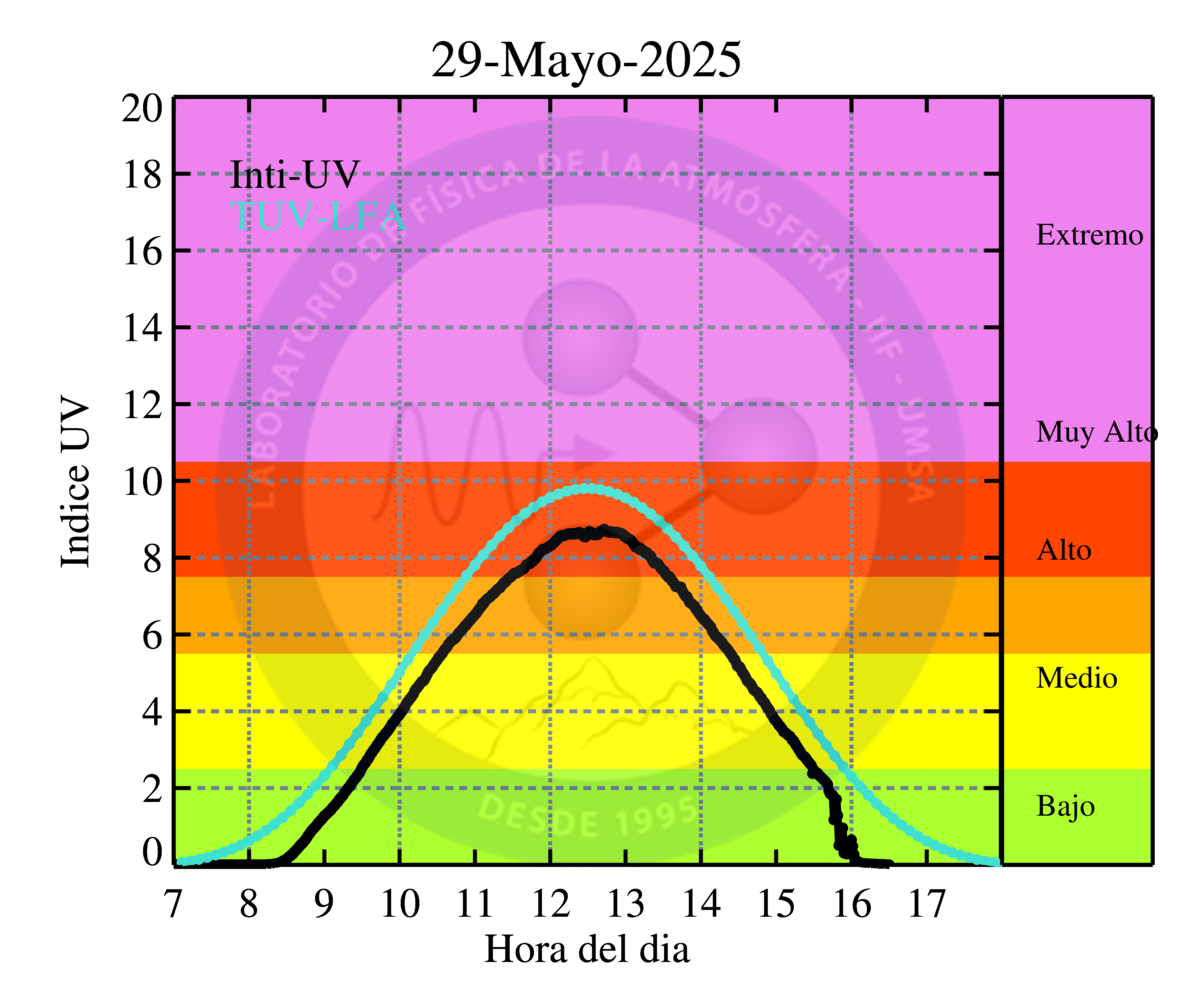 29-Mayo-2025
Indice UV
20
18
16
14
12
10
8
6
4
2
0
Inti-UV
TUV-LFA
LABORATORIO DE FÍSICA DE LA ATMÓSFERA - IIF - UMSA
DESDE 1995
Extremo
Muy Alto
Alto
Medio
Bajo
7 8 9 10 11 12 13 14 15 16 17
Hora del dia